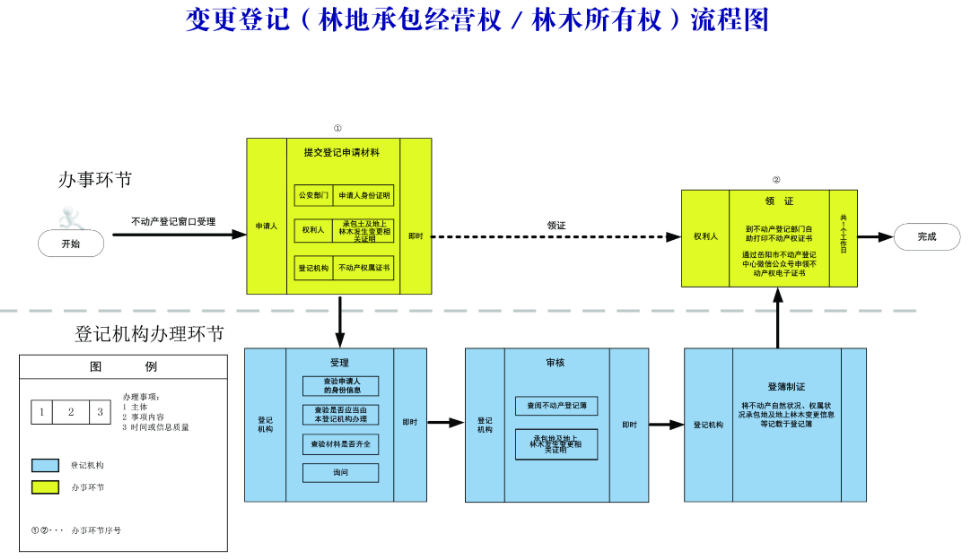 变更登记（林地承包经营权 / 林木所有权）流程图
①
提交登记申请材料
办事环节
公安部门
申请人身份证明
不动产登记窗口受理
开始
申请人
权利人
承包土及地上
林木发生变更相
关证明
即时
登记机构
不动产权属证书
领证
②
领 证
权利人
到不动产登记部门自
助打印不动产权证书
通过岳阳市不动产登记
中心微信公众号申领不
动产权电子证书
共1个工作日
完成
登记机构办理环节
图 例
1
2
3
办理事项：
1 主体
2 事项内容
3 时间或信息质量
登记机构
办事环节
①②··· 办事环节序号
受理
登记
机构
查验申请人
的身份信息
查验是否应当由
本登记机构办理
查验材料是否齐全
询问
即时
审核
登记
机构
查阅不动产登记簿
承包地及地上
林木发生变更相
关证明
即时
登簿制证
登记机构
将不动产自然状况、权属状
况承包地及地上林木变更信息
等记载于登记簿